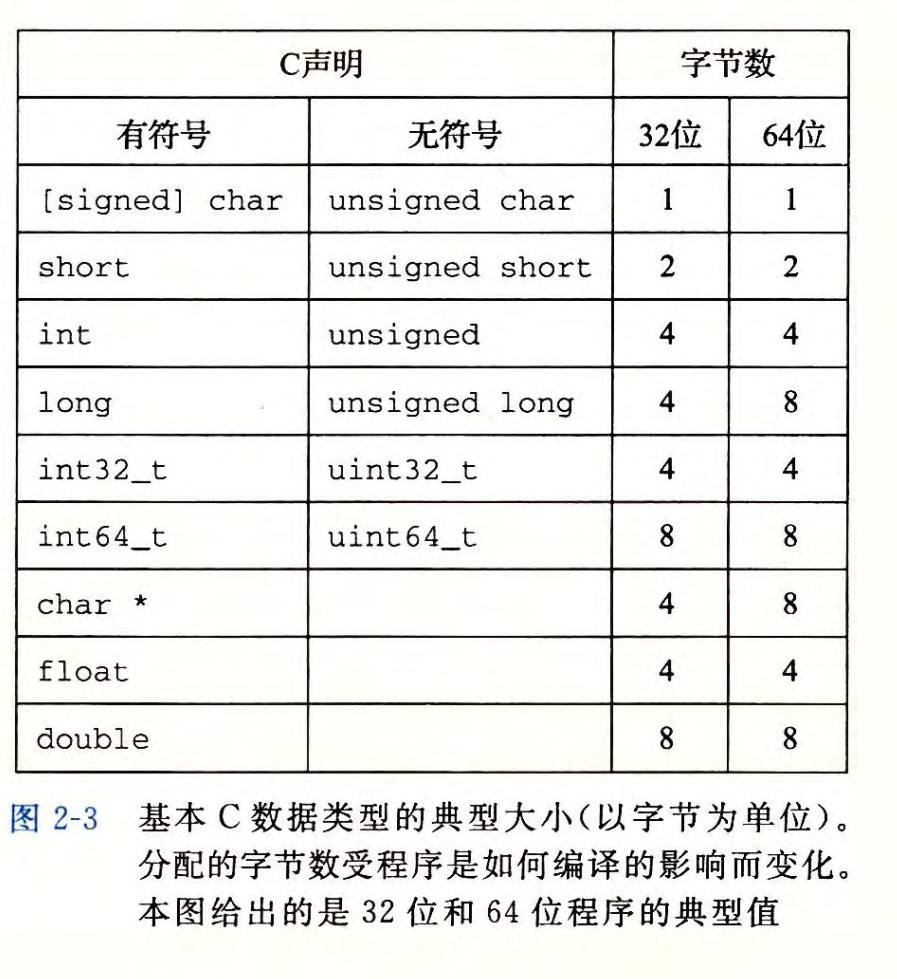 C声明 字节数
有符号 无符号 32位 64位
[signed] char unsigned char 1 1
short unsigned short 2 2
int unsigned 4 4
long unsigned long 4 8
int32_t uint32_t 4 4
int64_t uint64_t 8 8
char * 4 8
float 4 4
double 8 8
图 2-3 基本 C 数据类型的典型大小(以字节为单位)。
分配的字节数受程序是如何编译的影响而变化。
本图给出的是 32 位和 64 位程序的典型值